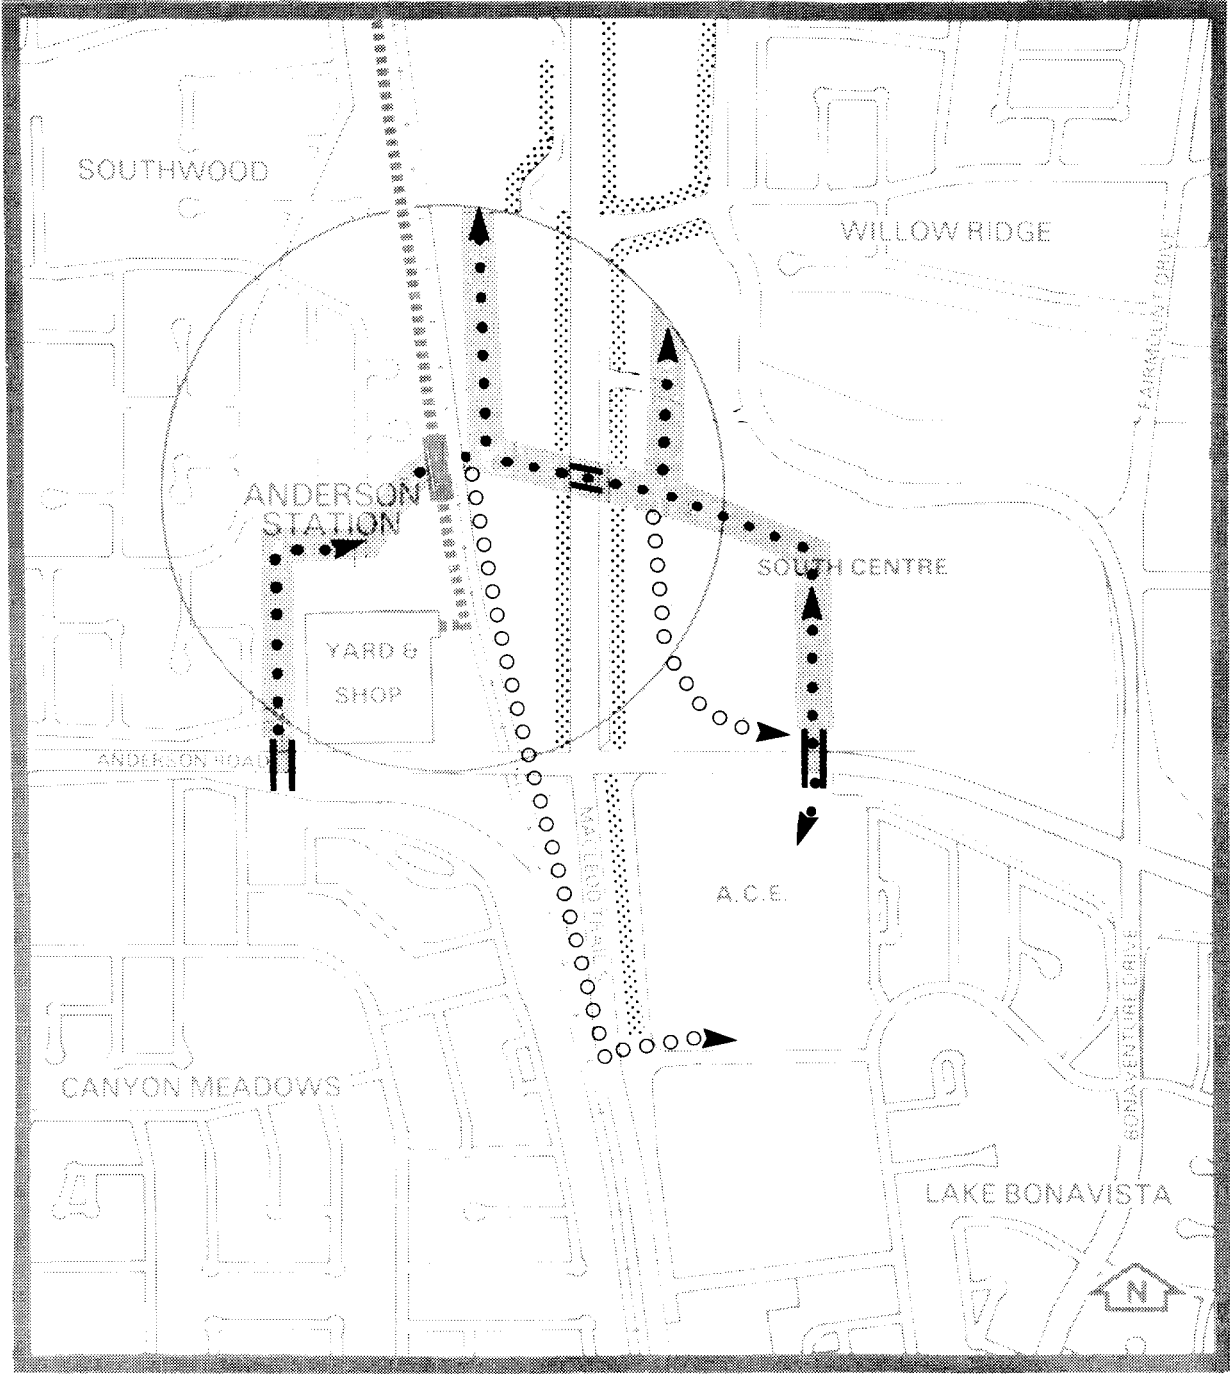 SOUTHWOOD
WILLOW RIDGE
FAIRMOUNT DRIVE
ANDERSON
STATION
SOUTH CENTRE
YARD &
SHOP
ANDERSON ROAD
A.C.E.
CANYON MEADOWS
BONAVENTURE DRIVE
LAKE BONAVISTA
N